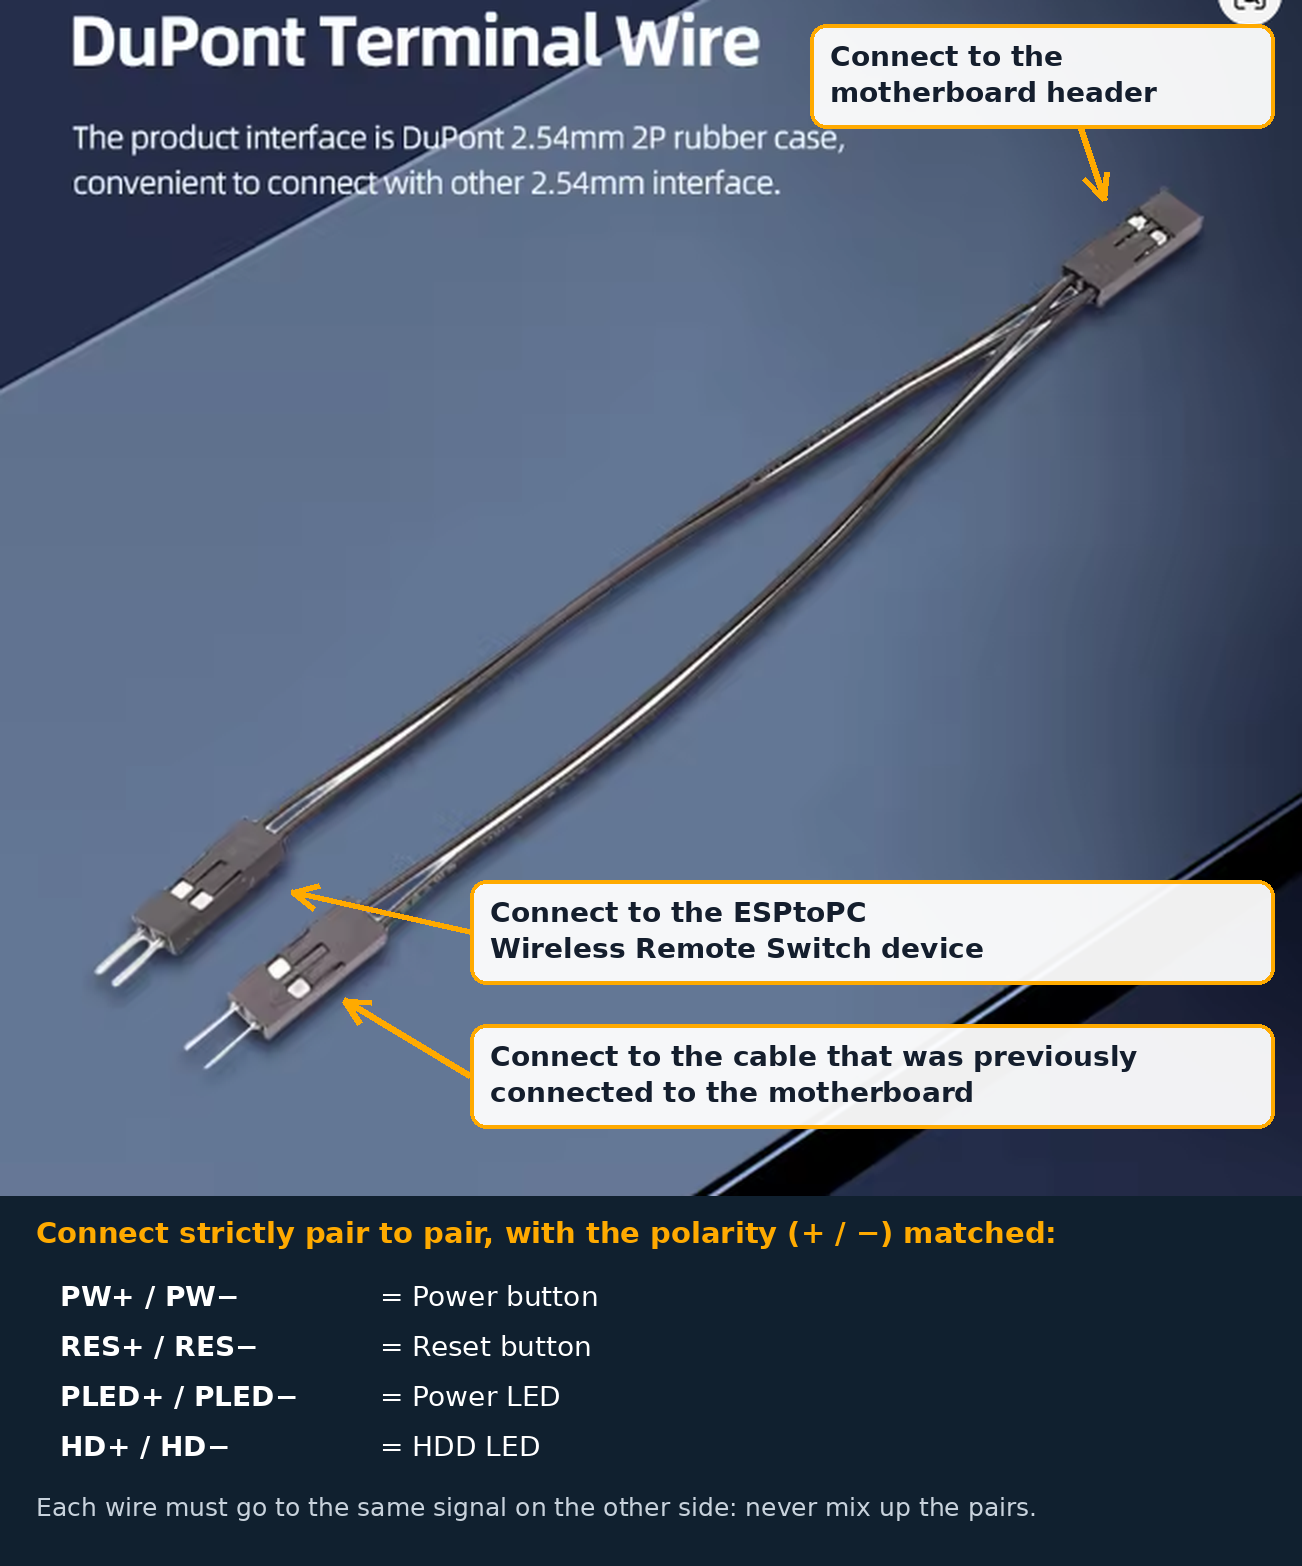 DuPont Terminal Wire
The product interface is DuPont 2.54mm 2P rubber case,
convenient to connect with other 2.54mm interface.
Connect to the
motherboard header
Connect to the ESPtoPC
Wireless Remote Switch device
Connect to the cable that was previously
connected to the motherboard
Connect strictly pair to pair, with the polarity (+ / −) matched:
PW+ / PW− = Power button
RES+ / RES− = Reset button
PLED+ / PLED− = Power LED
HD+ / HD− = HDD LED
Each wire must go to the same signal on the other side: never mix up the pairs.